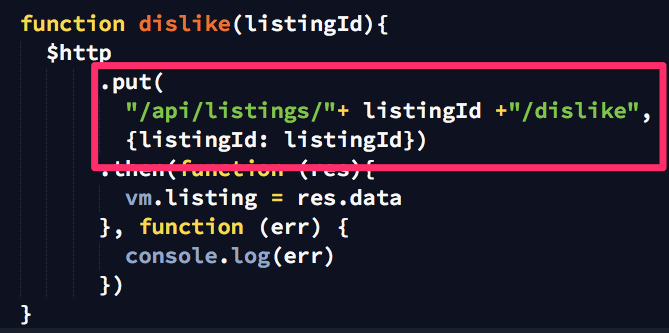 function dislike(listingId){
$http
.put(
"/api/listings/"+ listingId +"/dislike",
{listingId: listingId})
.then(function (res){
vm.listing = res.data
}, function (err) {
console.log(err)
})
}